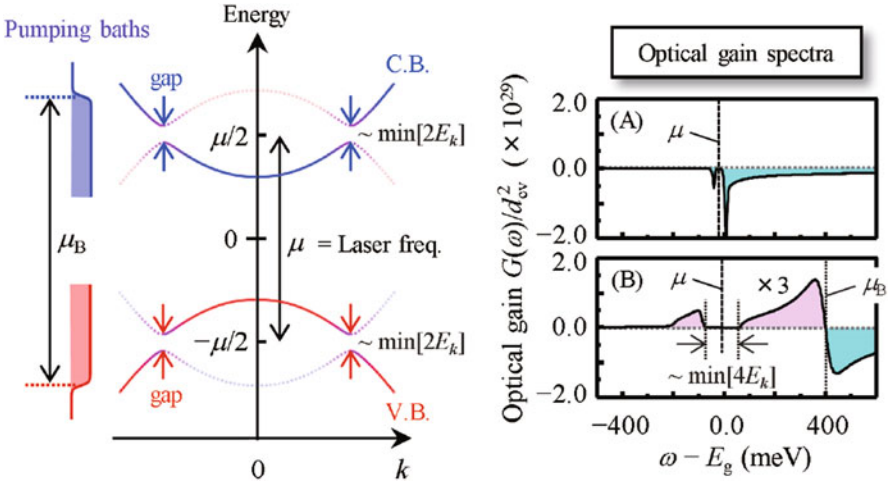 Pumping baths
Energy
Optical gain spectra
C.B.
gap
μ/2
~ min[2E_k]
μ_B
0
μ = Laser freq.
−μ/2
~ min[2E_k]
gap
V.B.
0
k
Optical gain G(ω)/d²_cv (×10²⁹)
2.0
(A)
μ
0.0
−2.0
2.0
(B)
μ
×3
μ_B
0.0
~ min[4E_k]
−2.0
−400
0.0
400
ω − E_g (meV)